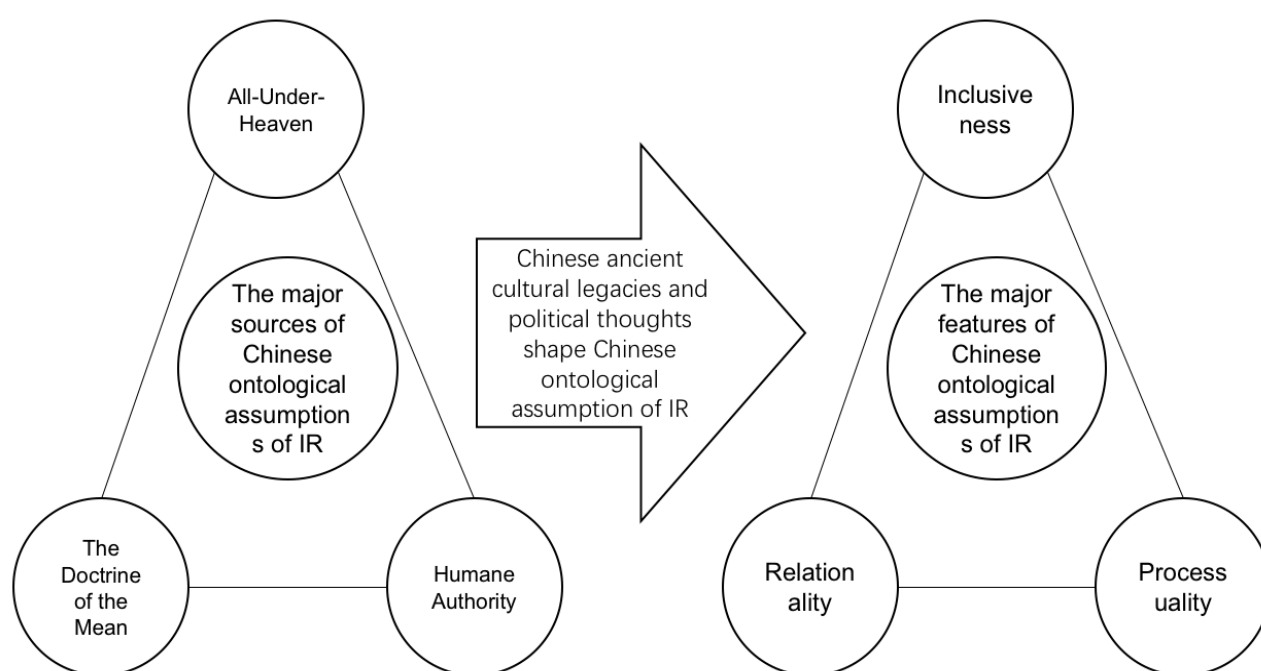 All-Under-
Heaven
The major
sources of
Chinese
ontological
assumption
s of IR
The
Doctrine
of the
Mean
Humane
Authority
Chinese ancient
cultural legacies and
political thoughts
shape Chinese
ontological
assumption of IR
Inclusive
ness
The major
features of
Chinese
ontological
assumption
s of IR
Relation
ality
Process
uality